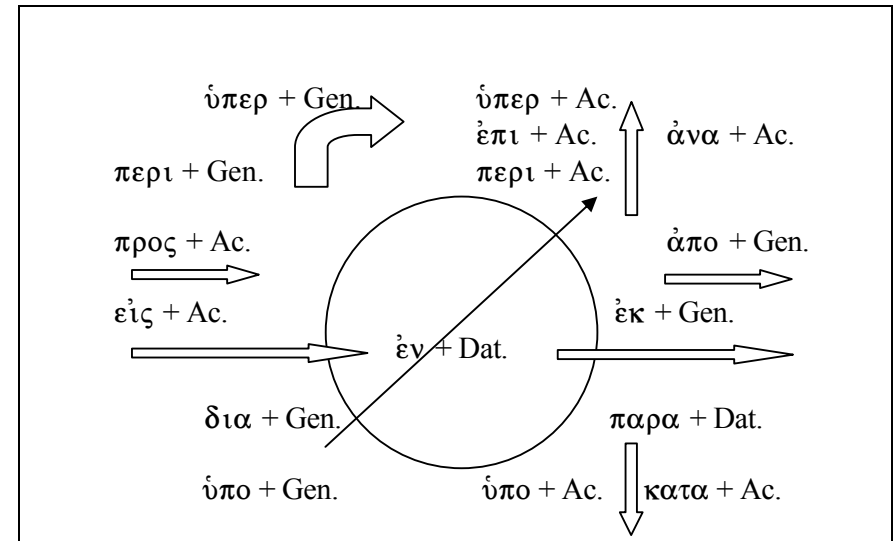 ὑπερ + Gen.
ὑπερ + Ac.
ἐπι + Ac.
ἀνα + Ac.
περι + Gen.
περι + Ac.
προς + Ac.
ἀπο + Gen.
εἰς + Ac.
ἐκ + Gen.
ἐν + Dat.
δια + Gen.
παρα + Dat.
ὑπο + Gen.
ὑπο + Ac.
κατα + Ac.